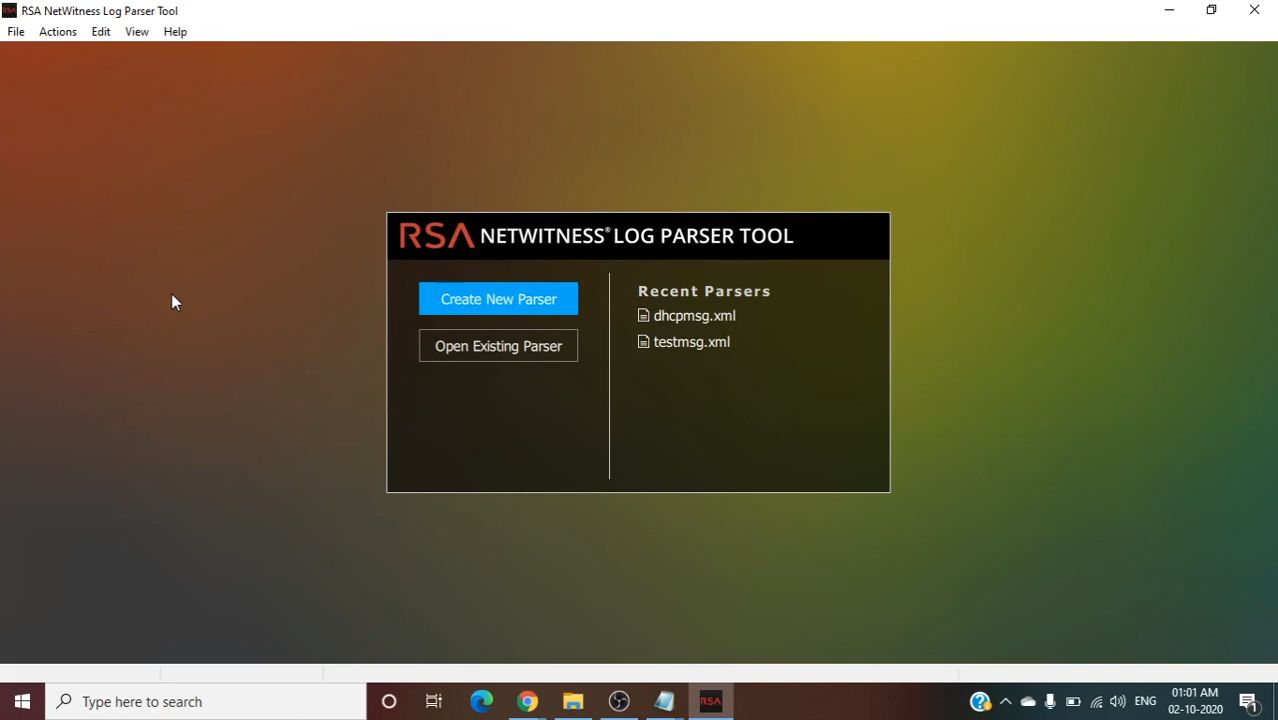 RSA NetWitness Log Parser Tool
File Actions Edit View Help
RSA NETWITNESS® LOG PARSER TOOL
Create New Parser
Open Existing Parser
Recent Parsers
dhcpmsg.xml
testmsg.xml
Type here to search
RSA
ENG
01:01 AM
02-10-2020
1